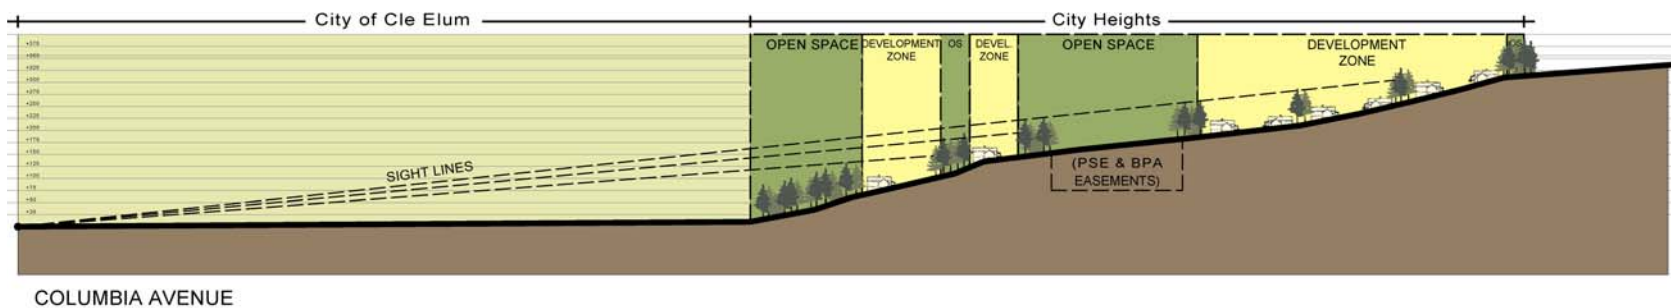 City of Cle Elum
City Heights
OPEN SPACE
DEVELOPMENT
ZONE
OS
DEVEL.
ZONE
OPEN SPACE
DEVELOPMENT
ZONE
OS
SIGHT LINES
(PSE & BPA
EASEMENTS)
COLUMBIA AVENUE